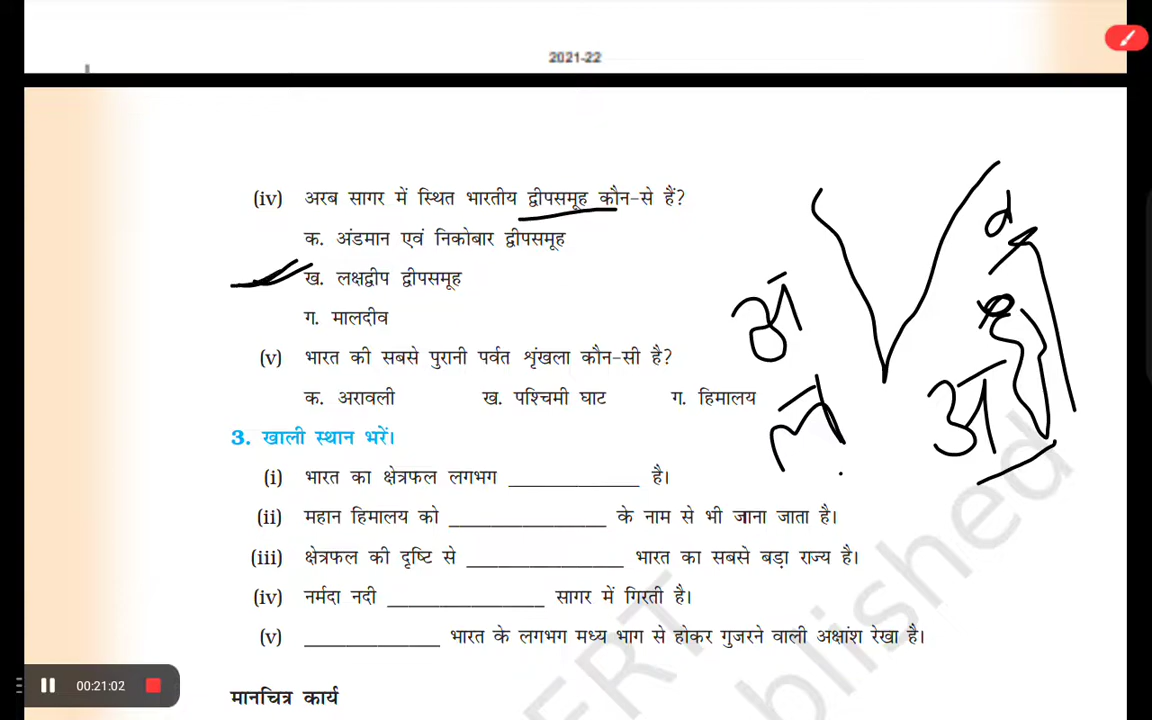 2021-22
(iv) अरब सागर में स्थित भारतीय द्वीपसमूह कौन-से हैं?
क. अंडमान एवं निकोबार द्वीपसमूह
ख. लक्षद्वीप द्वीपसमूह
ग. मालदीव
(v) भारत की सबसे पुरानी पर्वत शृंखला कौन-सी है?
क. अरावली ख. पश्चिमी घाट ग. हिमालय
3. खाली स्थान भरें।
(i) भारत का क्षेत्रफल लगभग ____________ है।
(ii) महान हिमालय को ______________ के नाम से भी जाना जाता है।
(iii) क्षेत्रफल की दृष्टि से ______________ भारत का सबसे बड़ा राज्य है।
(iv) नर्मदा नदी ______________ सागर में गिरती है।
(v) ____________ भारत के लगभग मध्य भाग से होकर गुजरने वाली अक्षांश रेखा है।
मानचित्र कार्य
00:21:02